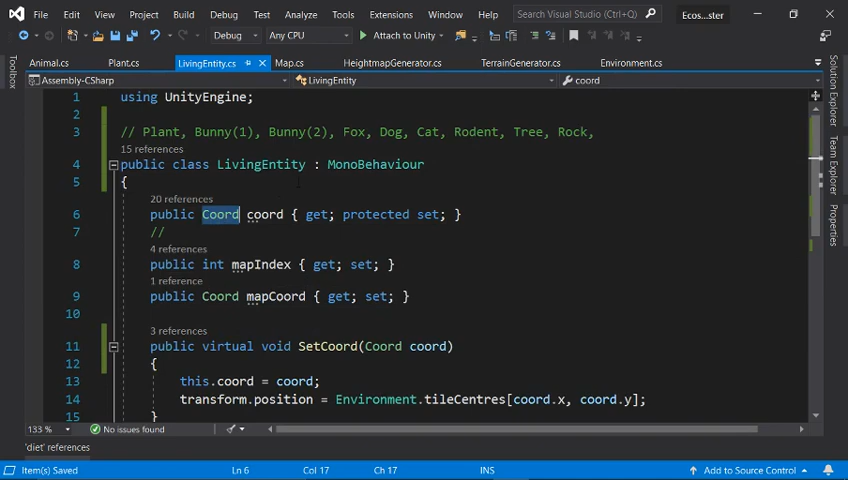 File Edit View Project Build Debug Test Analyze Tools Extensions Window Help Search Visual Studio (Ctrl+Q) Ecos...ster
Debug Any CPU Attach to Unity
Toolbox
Animal.cs Plant.cs LivingEntity.cs Map.cs HeightmapGenerator.cs TerrainGenerator.cs Environment.cs
Assembly-CSharp LivingEntity coord
1 using UnityEngine;
2
3 // Plant, Bunny(1), Bunny(2), Fox, Dog, Cat, Rodent, Tree, Rock,
15 references
4 public class LivingEntity : MonoBehaviour
5 {
20 references
6 public Coord coord { get; protected set; }
7 //
4 references
8 public int mapIndex { get; set; }
1 reference
9 public Coord mapCoord { get; set; }
10
3 references
11 public virtual void SetCoord(Coord coord)
12 {
13 this.coord = coord;
14 transform.position = Environment.tileCentres[coord.x, coord.y];
15 }
Solution Explorer
Team Explorer
Properties
133 % No issues found
'diet' references
Item(s) Saved Ln 6 Col 17 Ch 17 INS Add to Source Control